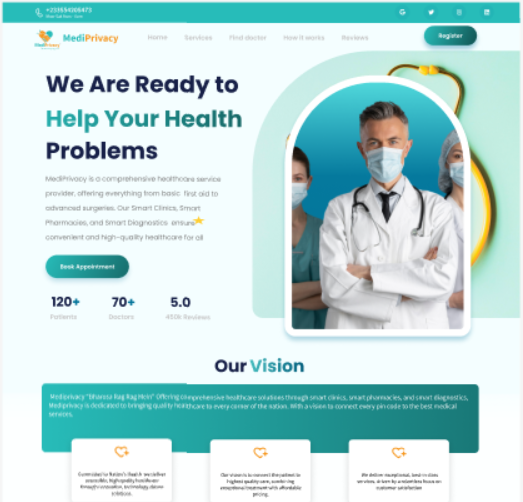 Mon-Sat 9am-6pm
MediPrivacy
Home Services Find doctor How it works Reviews
Register
We Are Ready to
Help Your Health
Problems
MediPrivacy is a comprehensive healthcare service
provider, offering everything from basic first aid to
advanced surgeries. Our Smart Clinics, Smart
Pharmacies, and Smart Diagnostics ensure
convenient and high-quality healthcare for all
Book Appointment
120+ 70+ 5.0
Patients Doctors 450K Reviews
Our Vision
Mediprivacy "Bharosa Rag Rag Mein" Offering comprehensive healthcare solutions through smart clinics, smart pharmacies, and smart diagnostics,
Mediprivacy is dedicated to bringing quality healthcare to every corner of the nation. With a vision to connect every pin code to the best medical
services.
Committed to Nation's Health we deliver
accessible, high-quality healthcare
through innovative, technology-driven
solutions.
Our vision is to connect the patient to
highest quality care, combining
exceptional treatment with affordable
pricing.
We deliver exceptional, best-in-class
services, driven by a relentless focus on
customer satisfaction